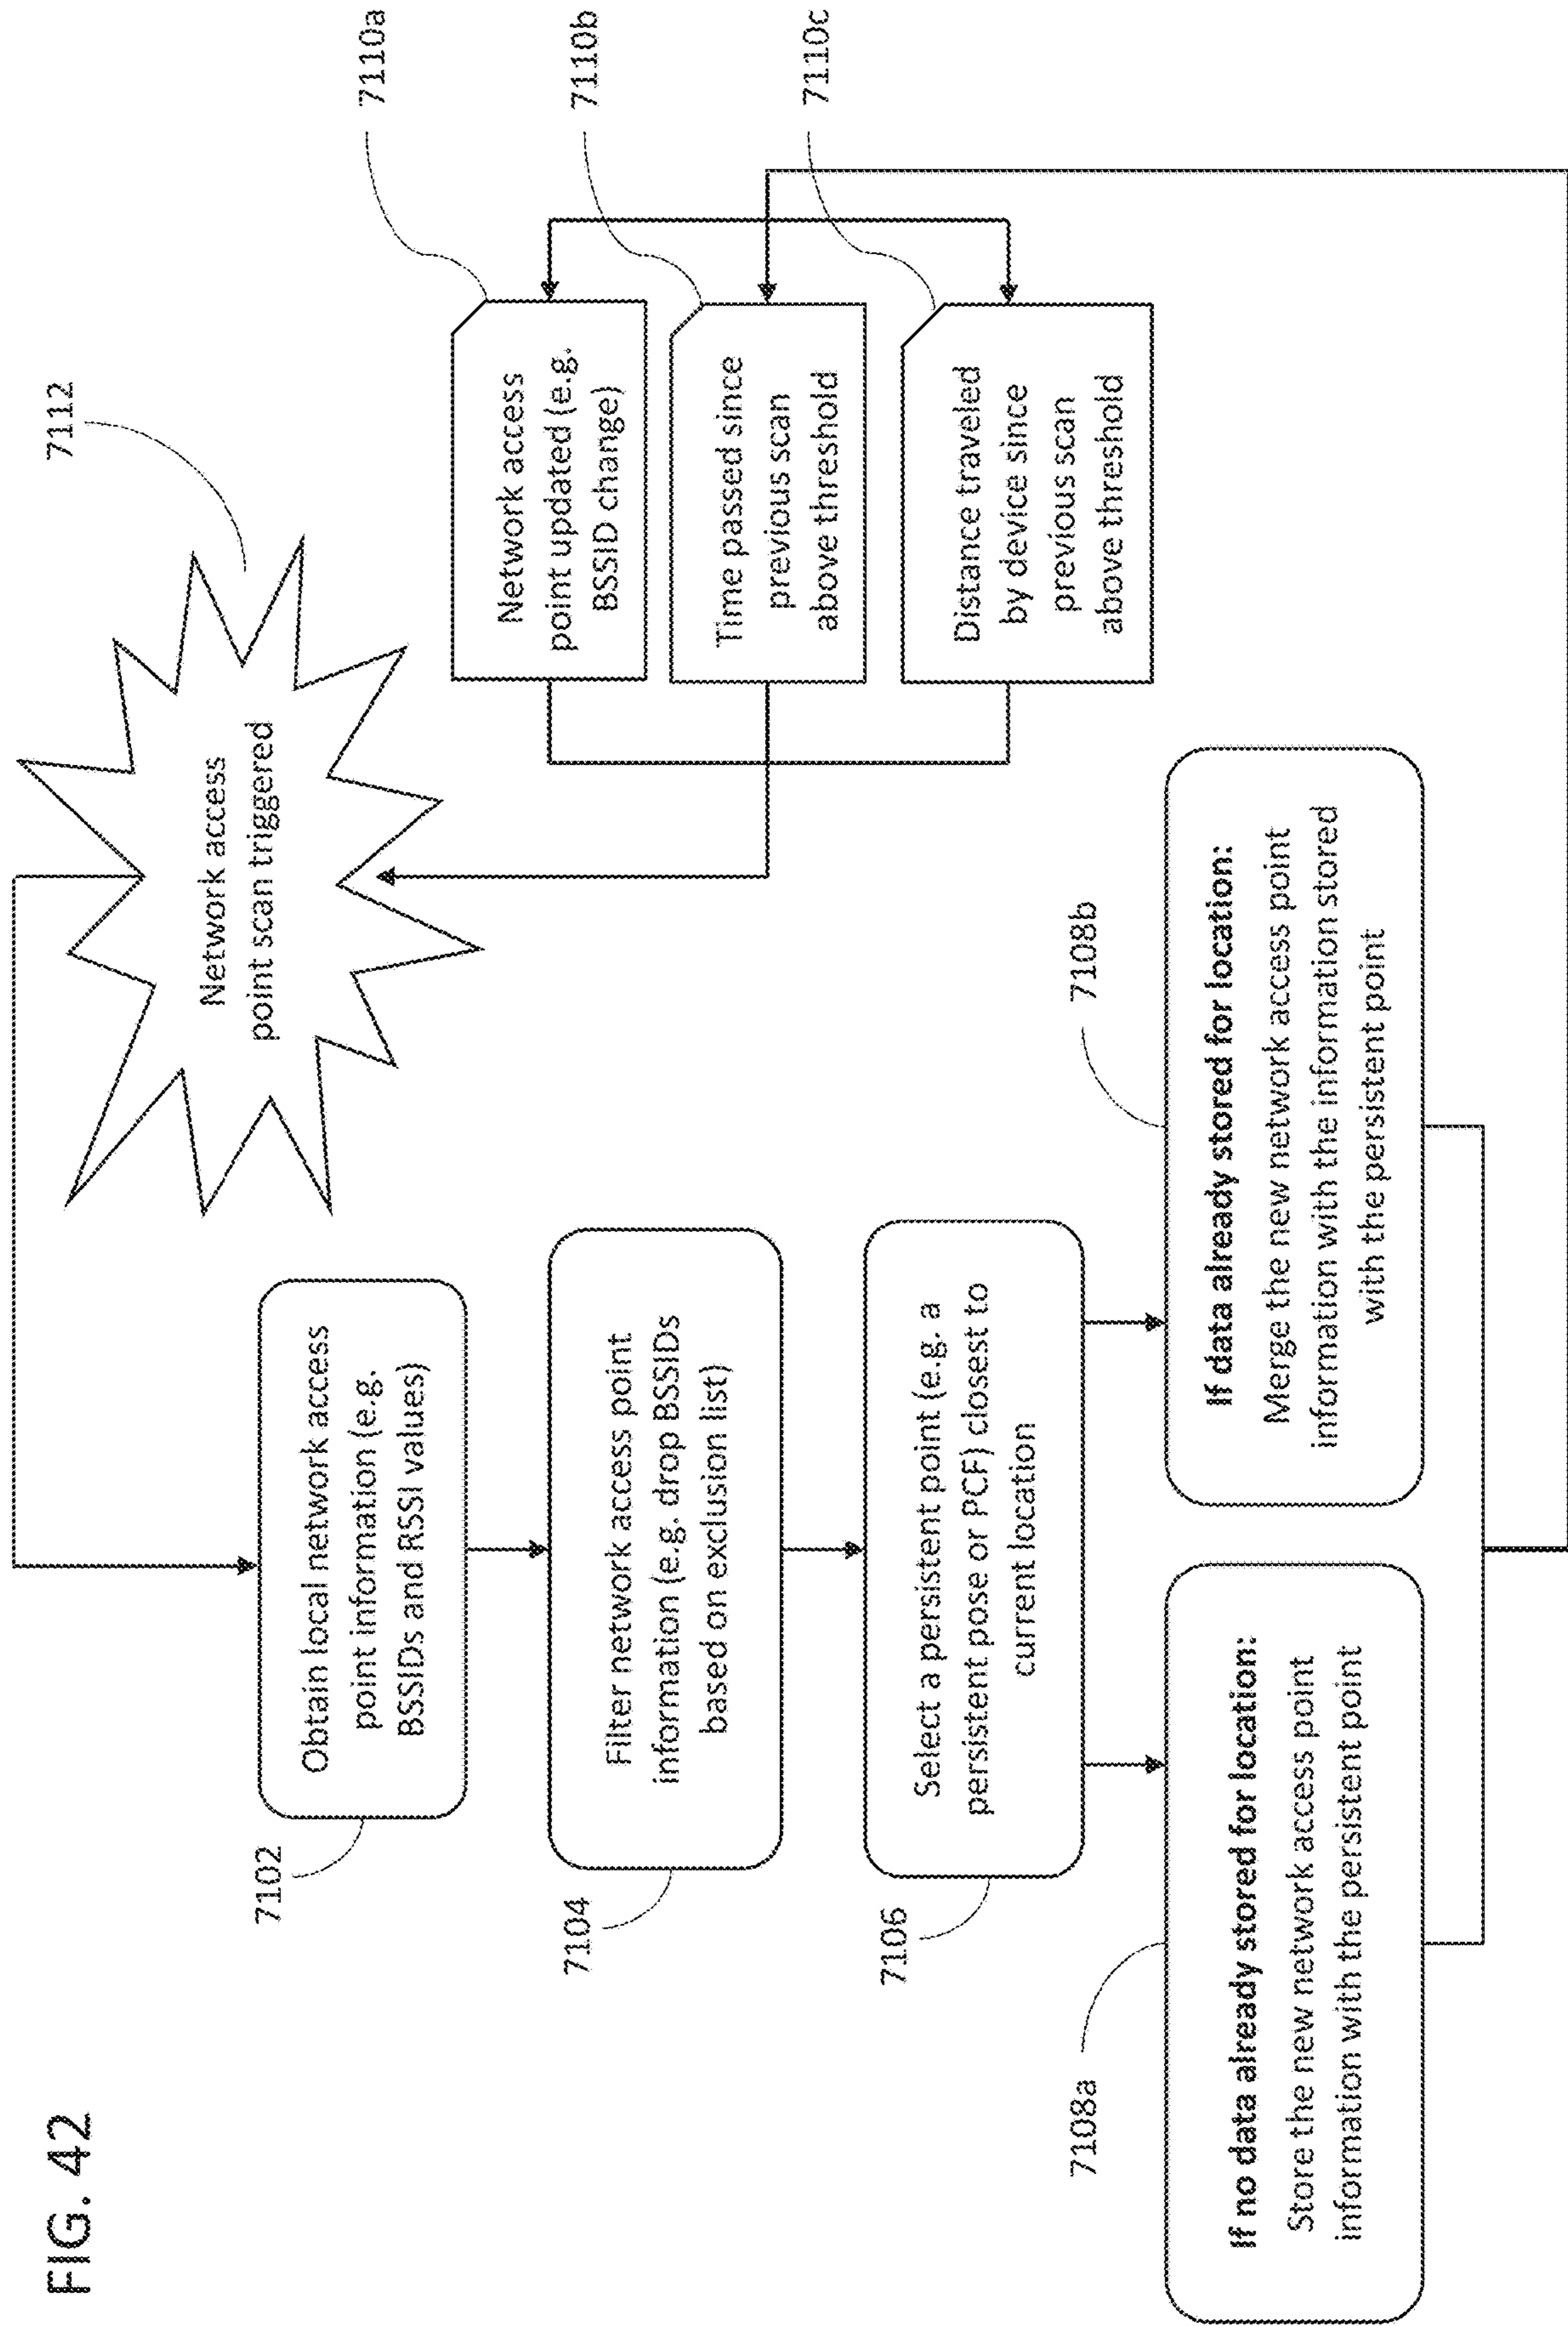 FIG. 42
7112
Network access
point scan triggered
7102
Obtain local network access
point information (e.g.
BSSIDs and RSSI values)
7104
Filter network access point
information (e.g. drop BSSIDs
based on exclusion list)
7106
Select a persistent point (e.g. a
persistent pose or PCF) closest to
current location
7108a
If no data already stored for location:
Store the new network access point
information with the persistent point
7108b
If data already stored for location:
Merge the new network access point
information with the information stored
with the persistent point
7110a
Network access
point updated (e.g.
BSSID change)
7110b
Time passed since
previous scan
above threshold
7110c
Distance traveled
by device since
previous scan
above threshold